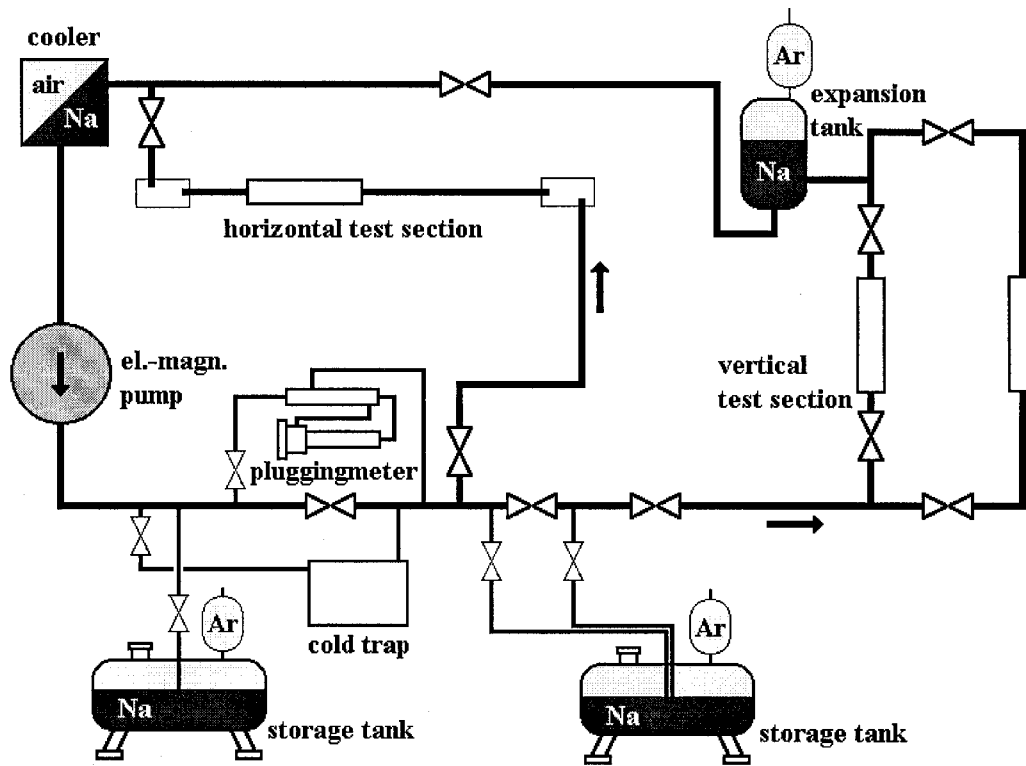 cooler
air
Na
Ar
expansion
tank
Na
horizontal test section
el.-magn.
pump
vertical
test section
pluggingmeter
cold trap
Ar
Na
storage tank
Ar
Na
storage tank